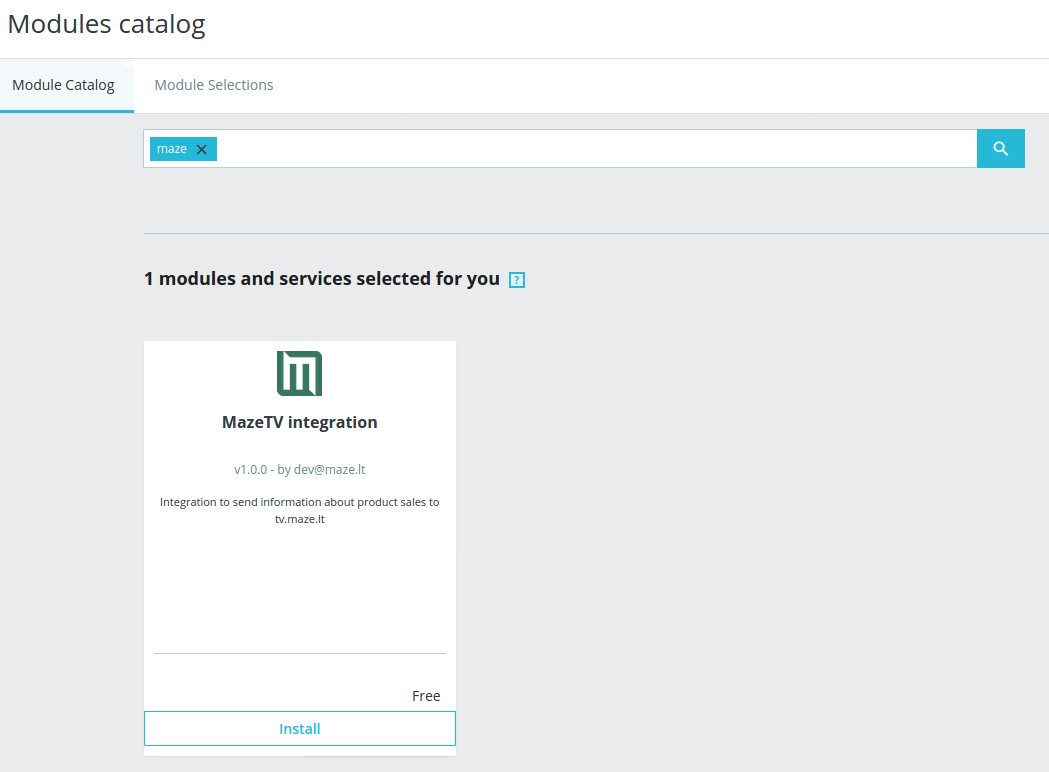 Modules catalog
Module Catalog
Module Selections
maze
1 modules and services selected for you ?
MazeTV integration
v1.0.0 - by dev@maze.lt
Integration to send information about product sales to
tv.maze.lt
Free
Install